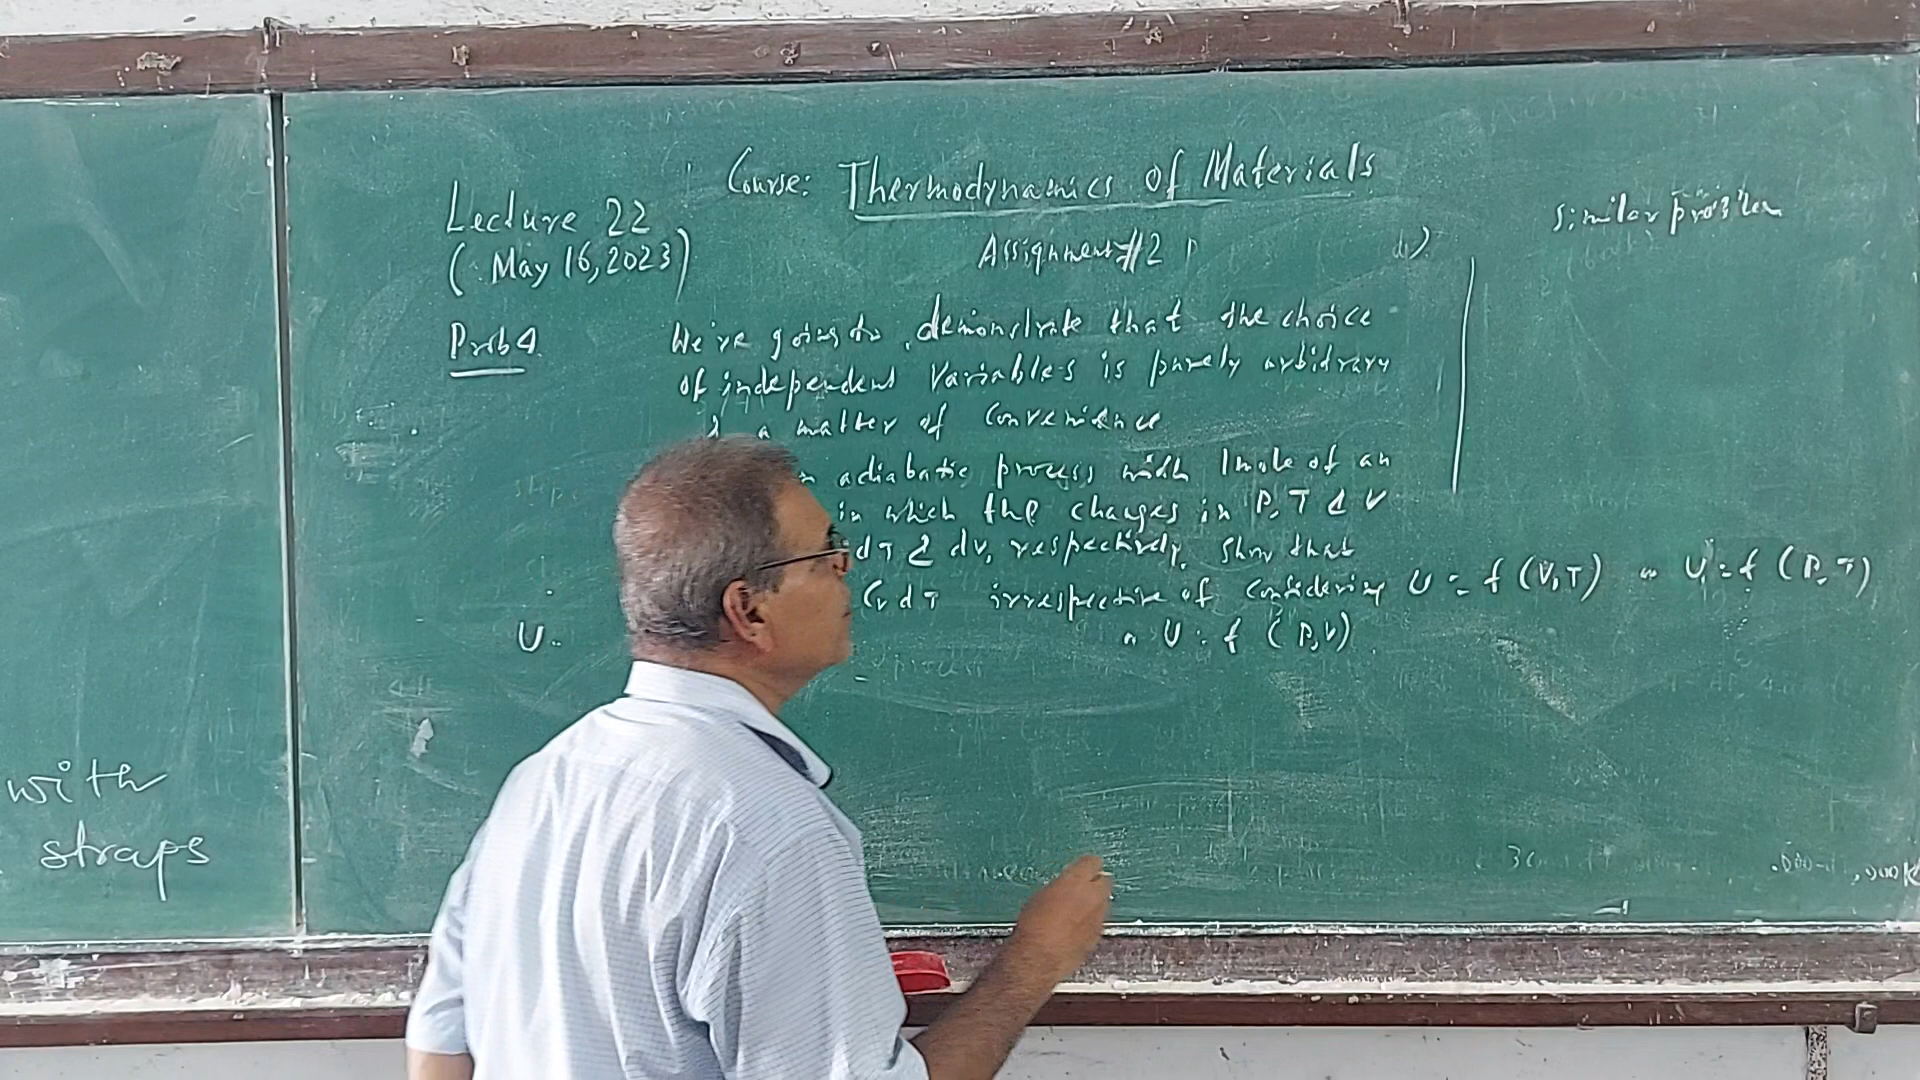 Course: Thermodynamics of Materials
Lecture 22
(May 16, 2023)
Assignment #2
similar problem
Prob 4
We're going to demonstrate that the choice
of independent variables is purely arbitrary
& a matter of convenience
adiabatic process with 1 mole of an
in which the changes in P, T & V
dT & dV, respectively. Show that
Cv dT irrespective of considering U = f (V, T) or U = f (P, T)
or U = f (P, V)
U
process
with
straps